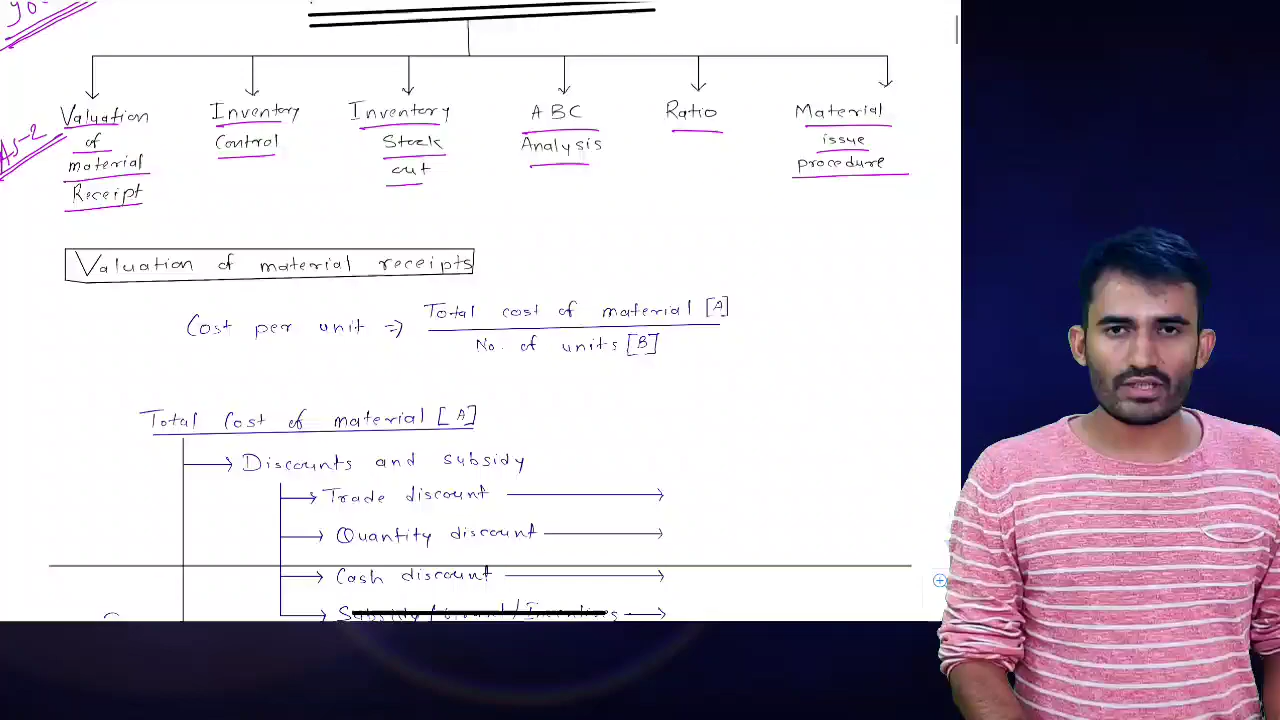 Valuation
of
material
Receipt
Inventory
Control
Inventory
Stock
out
ABC
Analysis
Ratio
Material
issue
procedure
AS-2
Valuation of material receipts
Cost per unit ⇒ Total cost of material [A]
No. of units [B]
Total cost of material [A]
Discounts and subsidy
Trade discount
Quantity discount
Cash discount